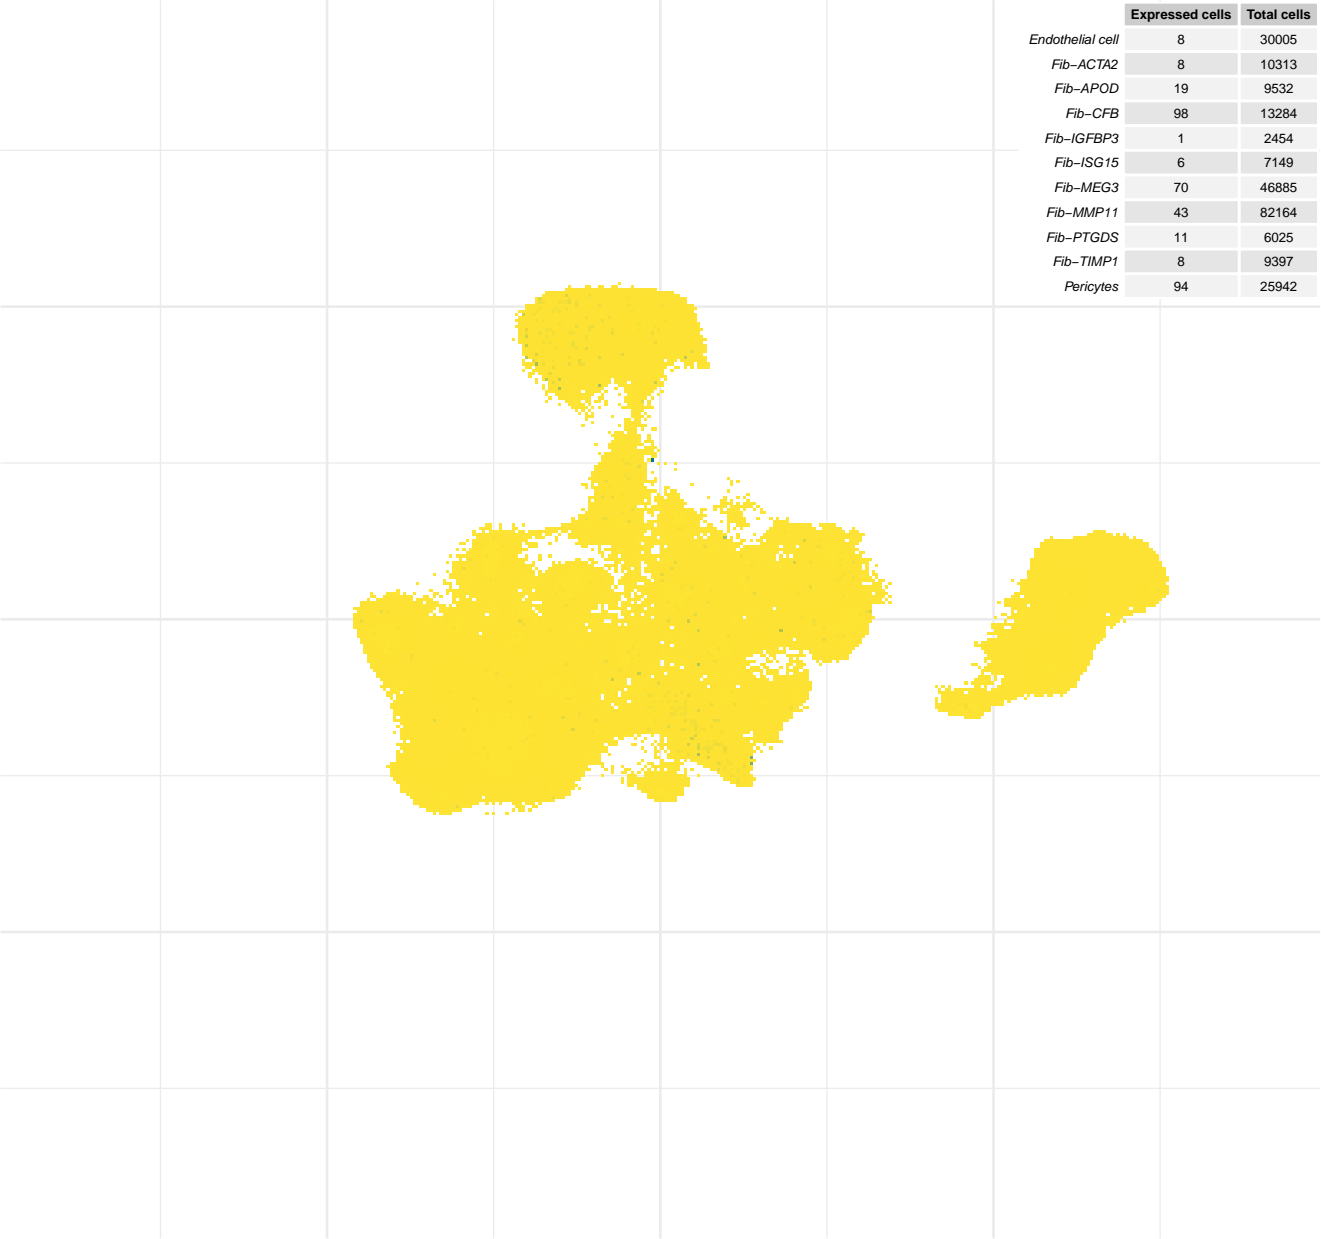 Expressed cells Total cells
Endothelial cell 8 30005
Fib−ACTA2 8 10313
Fib−APOD 19 9532
Fib−CFB 98 13284
Fib−IGFBP3 1 2454
Fib−ISG15 6 7149
Fib−MEG3 70 46885
Fib−MMP11 43 82164
Fib−PTGDS 11 6025
Fib−TIMP1 8 9397
Pericytes 94 25942